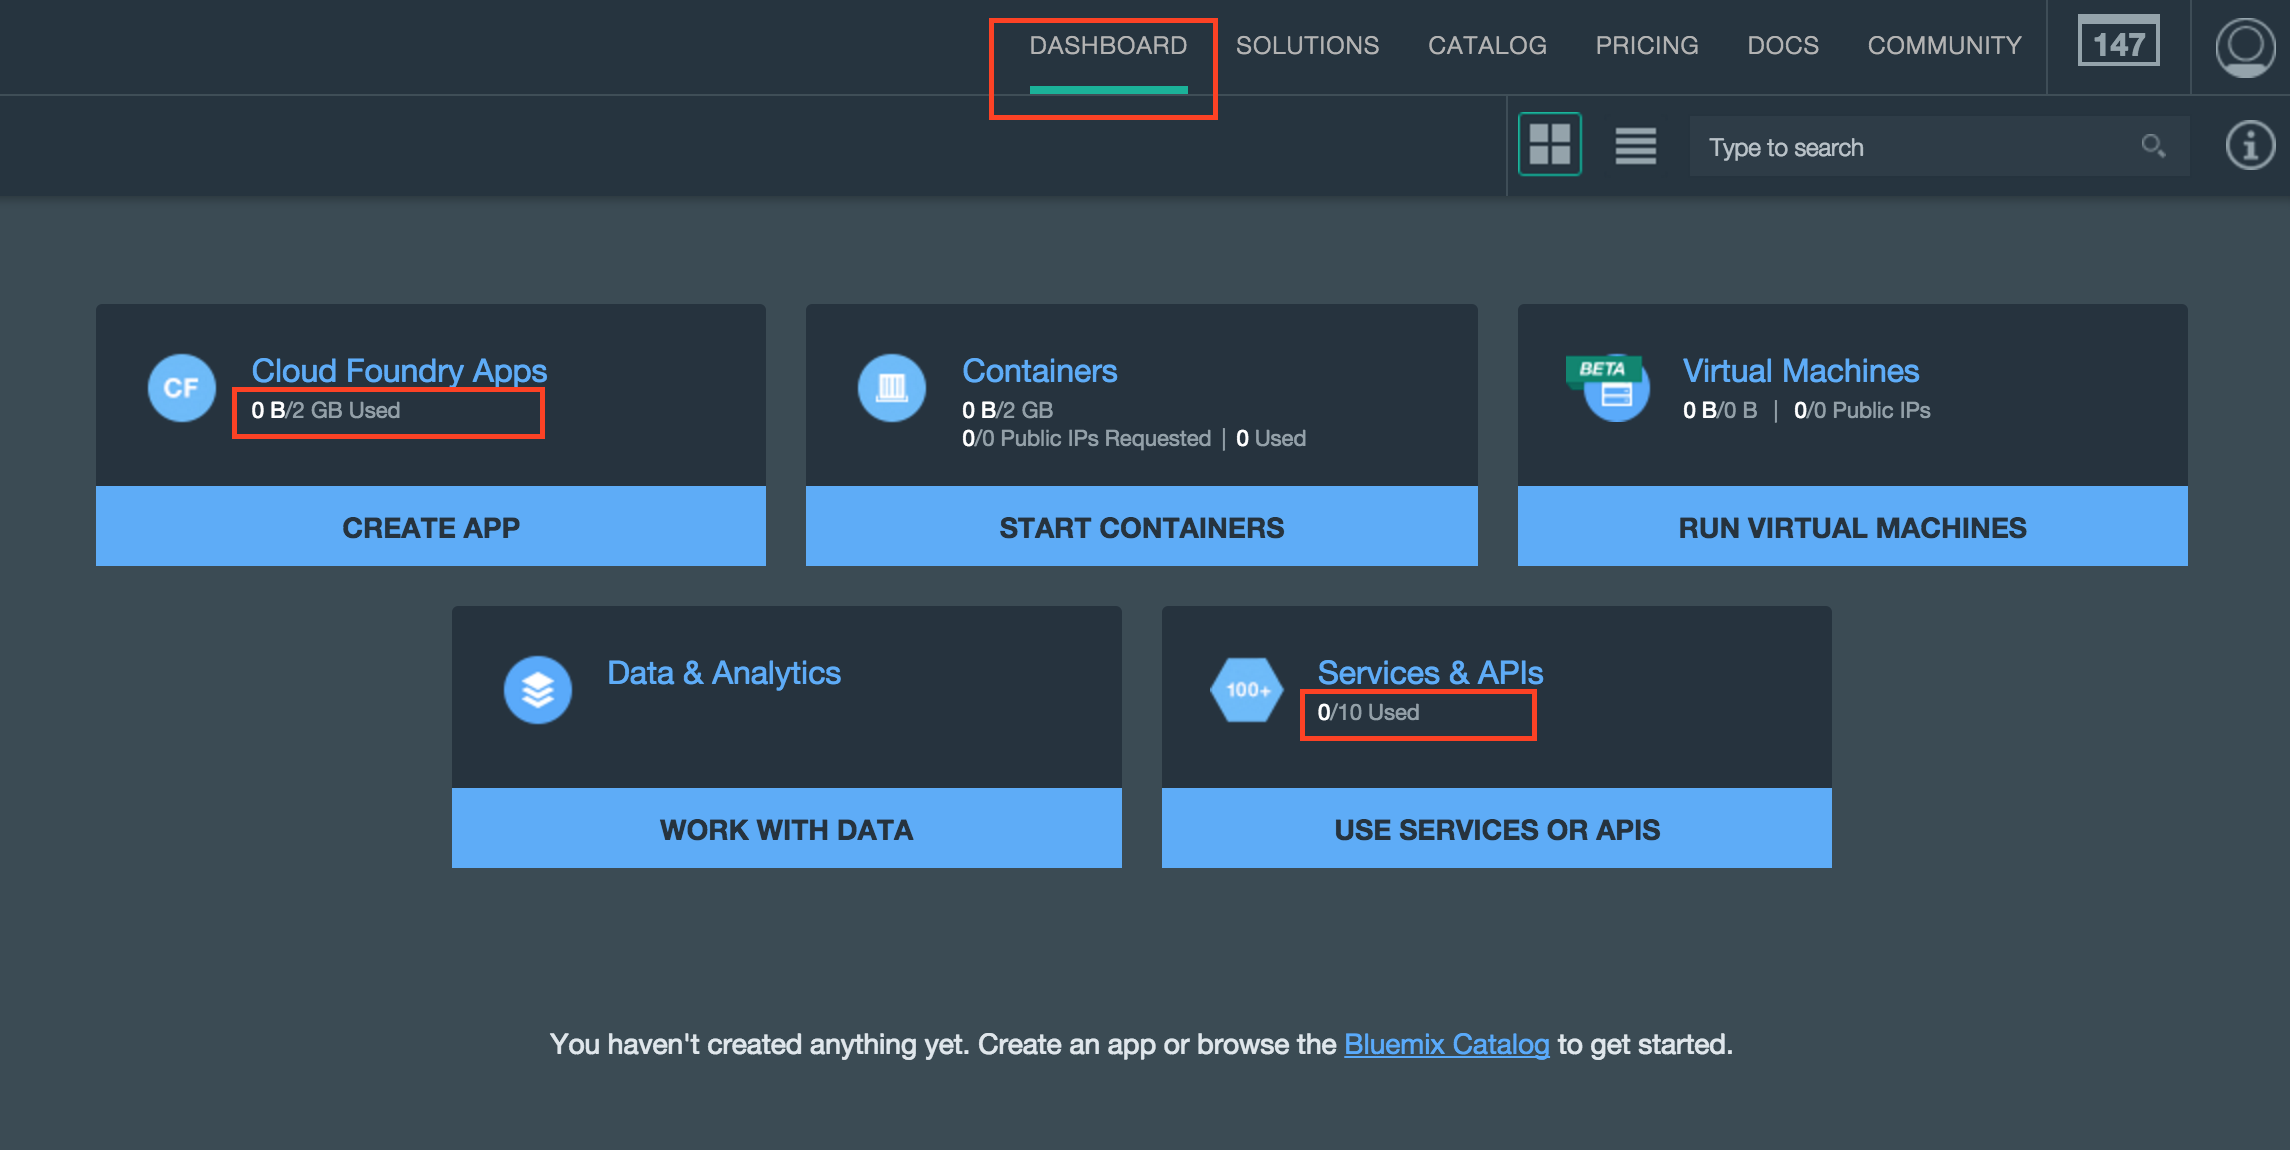 DASHBOARD SOLUTIONS CATALOG PRICING DOCS COMMUNITY 147
Type to search
CF
Cloud Foundry Apps
0 B/2 GB Used
CREATE APP
Containers
0 B/2 GB
0/0 Public IPs Requested | 0 Used
START CONTAINERS
BETA
Virtual Machines
0 B/0 B | 0/0 Public IPs
RUN VIRTUAL MACHINES
Data & Analytics
WORK WITH DATA
100+
Services & APIs
0/10 Used
USE SERVICES OR APIS
You haven't created anything yet. Create an app or browse the Bluemix Catalog to get started.